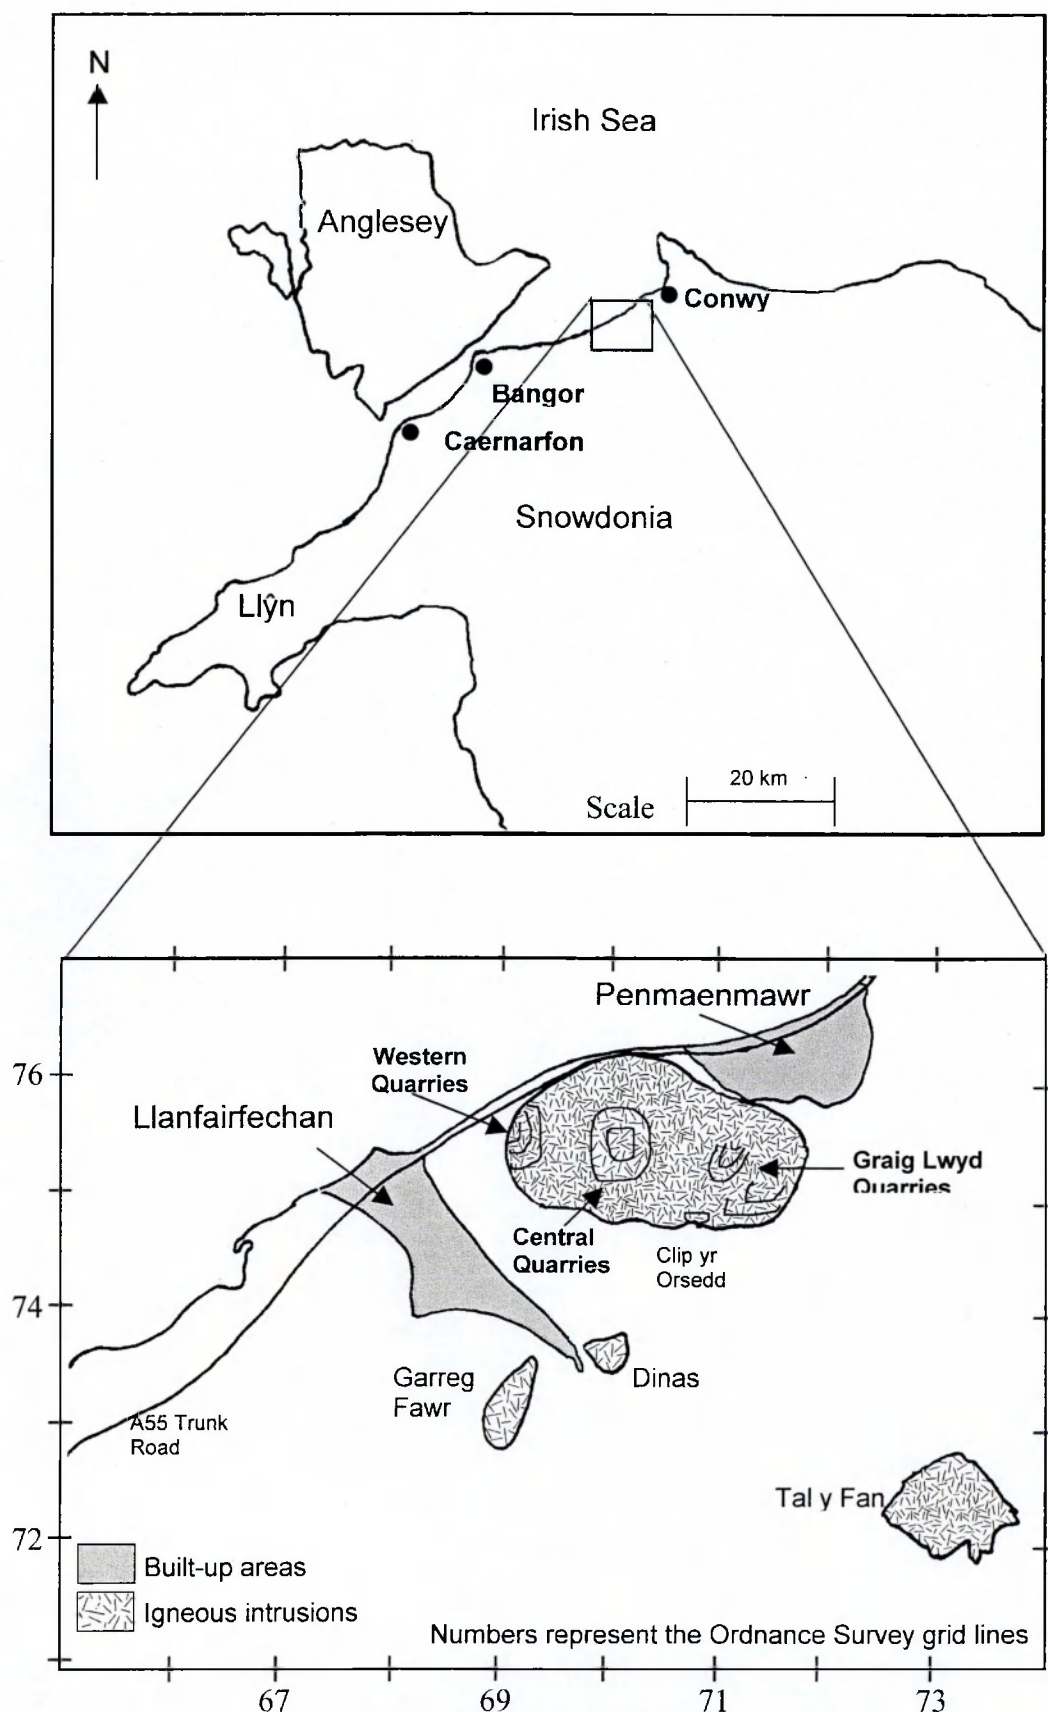 N
Irish Sea
Anglesey
Conwy
Bangor
Caernarfon
Snowdonia
Llŷn
20 km
Scale
Penmaenmawr
Western
Quarries
76
Llanfairfechan
Graig Lwyd
Quarries
Central
Quarries
Clip yr
Orsedd
74
Garreg
Fawr
Dinas
A55 Trunk
Road
Tal y Fan
72
Built-up areas
Igneous intrusions
Numbers represent the Ordnance Survey grid lines
67
69
71
73